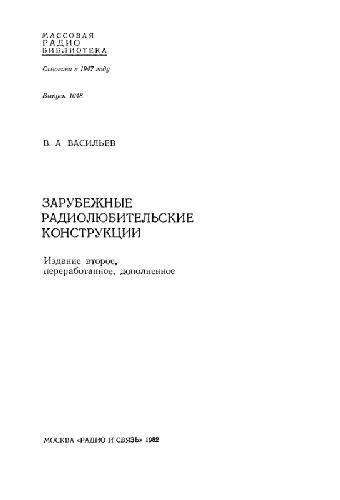 МАССОВАЯ
РАДИО
БИБЛИОТЕКА
Основана в 1947 году
Выпуск 1048
В. А ВАСИЛЬЕВ
ЗАРУБЕЖНЫЕ
РАДИОЛЮБИТЕЛЬСКИЕ
КОНСТРУКЦИИ
Издание второе,
переработанное, дополненное
МОСКВА «РАДИО И СВЯЗЬ» 1982